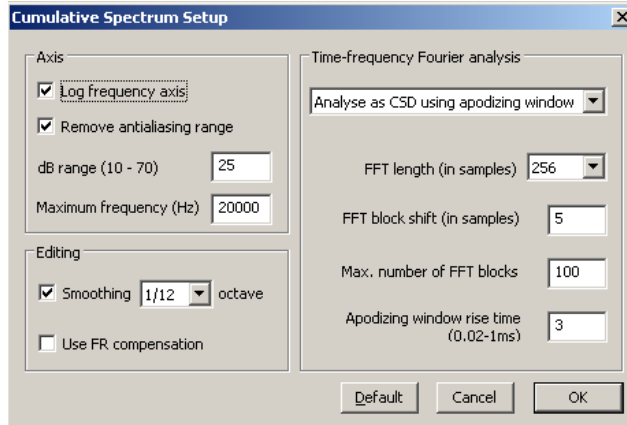 Cumulative Spectrum Setup
Axis
Log frequency axis
Remove antialiasing range
dB range (10 - 70) 25
Maximum frequency (Hz) 20000
Editing
Smoothing 1/12 octave
Use FR compensation
Time-frequency Fourier analysis
Analyse as CSD using apodizing window
FFT length (in samples) 256
FFT block shift (in samples) 5
Max. number of FFT blocks 100
Apodizing window rise time
(0.02-1ms) 3
Default Cancel OK